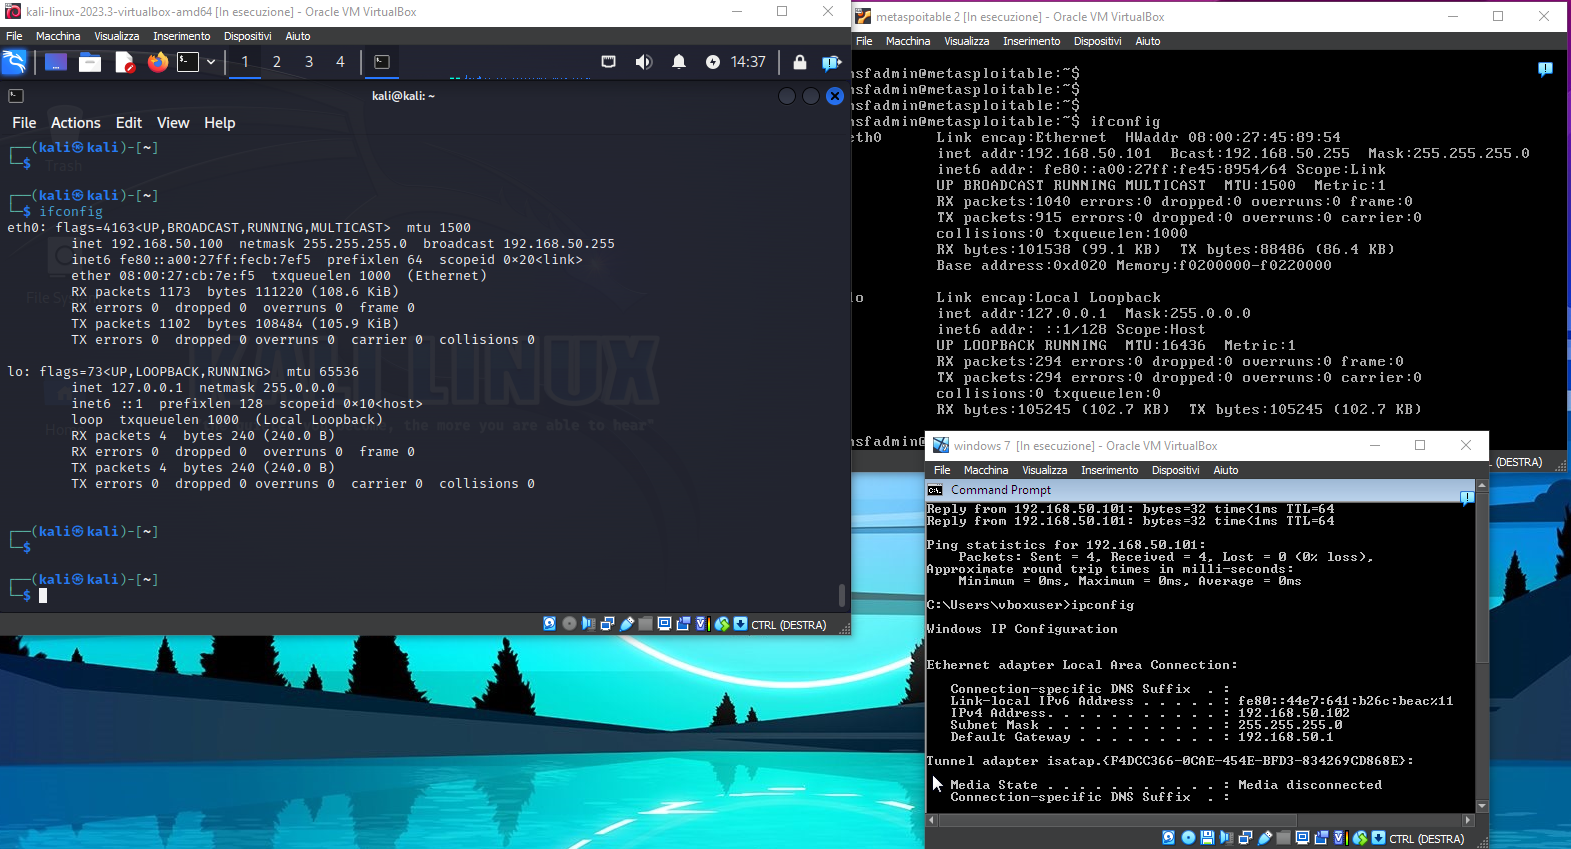 kali-linux-2023.3-virtualbox-amd64 [In esecuzione] - Oracle VM VirtualBox
File Macchina Visualizza Inserimento Dispositivi Aiuto
1 2 3 4
14:37
kali@kali: ~
File Actions Edit View Help
┌──(kali㉿kali)-[~]
└─$
┌──(kali㉿kali)-[~]
└─$ ifconfig
eth0: flags=4163<UP,BROADCAST,RUNNING,MULTICAST>  mtu 1500
inet 192.168.50.100  netmask 255.255.255.0  broadcast 192.168.50.255
inet6 fe80::a00:27ff:fecb:7ef5  prefixlen 64  scopeid 0×20<link>
ether 08:00:27:cb:7e:f5  txqueuelen 1000  (Ethernet)
RX packets 1173  bytes 111220 (108.6 KiB)
RX errors 0  dropped 0  overruns 0  frame 0
TX packets 1102  bytes 108484 (105.9 KiB)
TX errors 0  dropped 0 overruns 0  carrier 0  collisions 0
lo: flags=73<UP,LOOPBACK,RUNNING>  mtu 65536
inet 127.0.0.1  netmask 255.0.0.0
inet6 ::1  prefixlen 128  scopeid 0×10<host>
loop  txqueuelen 1000  (Local Loopback)
RX packets 4  bytes 240 (240.0 B)
RX errors 0  dropped 0  overruns 0  frame 0
TX packets 4  bytes 240 (240.0 B)
TX errors 0  dropped 0 overruns 0  carrier 0  collisions 0
┌──(kali㉿kali)-[~]
└─$
┌──(kali㉿kali)-[~]
└─$
Trash
KALI LINUX
the more you are able to hear"
CTRL (DESTRA)
metaspoitable 2 [In esecuzione] - Oracle VM VirtualBox
File Macchina Visualizza Inserimento Dispositivi Aiuto
nsfadmin@metasploitable:~$
nsfadmin@metasploitable:~$
nsfadmin@metasploitable:~$
nsfadmin@metasploitable:~$ ifconfig
eth0 Link encap:Ethernet  HWaddr 08:00:27:45:89:54
inet addr:192.168.50.101  Bcast:192.168.50.255  Mask:255.255.255.0
inet6 addr: fe80::a00:27ff:fe45:8954/64 Scope:Link
UP BROADCAST RUNNING MULTICAST  MTU:1500  Metric:1
RX packets:1040 errors:0 dropped:0 overruns:0 frame:0
TX packets:915 errors:0 dropped:0 overruns:0 carrier:0
collisions:0 txqueuelen:1000
RX bytes:101538 (99.1 KB)  TX bytes:88486 (86.4 KB)
Base address:0xd020 Memory:f0200000-f0220000
lo Link encap:Local Loopback
inet addr:127.0.0.1  Mask:255.0.0.0
inet6 addr: ::1/128 Scope:Host
UP LOOPBACK RUNNING  MTU:16436  Metric:1
RX packets:294 errors:0 dropped:0 overruns:0 frame:0
TX packets:294 errors:0 dropped:0 overruns:0 carrier:0
collisions:0 txqueuelen:0
RX bytes:105245 (102.7 KB)  TX bytes:105245 (102.7 KB)
L (DESTRA)
windows 7 [In esecuzione] - Oracle VM VirtualBox
File Macchina Visualizza Inserimento Dispositivi Aiuto
Command Prompt
Reply from 192.168.50.101: bytes=32 time<1ms TTL=64
Reply from 192.168.50.101: bytes=32 time<1ms TTL=64
Ping statistics for 192.168.50.101:
Packets: Sent = 4, Received = 4, Lost = 0 (0% loss),
Approximate round trip times in milli-seconds:
Minimum = 0ms, Maximum = 0ms, Average = 0ms
C:\Users\vboxuser>ipconfig
Windows IP Configuration
Ethernet adapter Local Area Connection:
Connection-specific DNS Suffix  . :
Link-local IPv6 Address . . . . . : fe80::44e7:641:b26c:beac%11
IPv4 Address. . . . . . . . . . . : 192.168.50.102
Subnet Mask . . . . . . . . . . . : 255.255.255.0
Default Gateway . . . . . . . . . : 192.168.50.1
Tunnel adapter isatap.{F4DCC366-0CAE-454E-BFD3-834269CD868E}:
Media State . . . . . . . . . . . : Media disconnected
Connection-specific DNS Suffix  . :
CTRL (DESTRA)